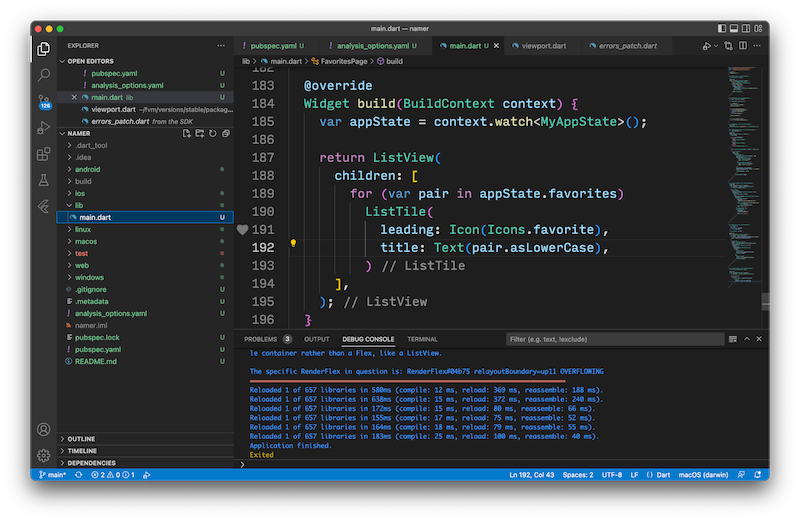 main.dart — namer
EXPLORER
pubspec.yaml U
analysis_options.yaml U
main.dart U
viewport.dart
errors_patch.dart
OPEN EDITORS
pubspec.yaml U
analysis_options.yaml U
main.dart lib U
viewport.dart ~/fvm/versions/stable/packag...
errors_patch.dart from the SDK
126
NAMER
.dart_tool
.idea
android
build
ios
lib
main.dart U
linux
macos
test
web
windows
.gitignore U
.metadata U
analysis_options.yaml U
namer.iml
pubspec.lock U
pubspec.yaml U
README.md U
OUTLINE
TIMELINE
DEPENDENCIES
lib > main.dart > FavoritesPage > build
182
183 @override
184 Widget build(BuildContext context) {
185 var appState = context.watch<MyAppState>();
186
187 return ListView(
188 children: [
189 for (var pair in appState.favorites)
190 ListTile(
191 leading: Icon(Icons.favorite),
192 title: Text(pair.asLowerCase),
193 ) // ListTile
194 ],
195 ); // ListView
196 }
PROBLEMS 3 OUTPUT DEBUG CONSOLE TERMINAL
Filter (e.g. text, !exclude)
le container rather than a Flex, like a ListView.
The specific RenderFlex in question is: RenderFlex#04b75 relayoutBoundary=up11 OVERFLOWING
Reloaded 1 of 657 libraries in 580ms (compile: 12 ms, reload: 369 ms, reassemble: 188 ms).
Reloaded 1 of 657 libraries in 638ms (compile: 15 ms, reload: 372 ms, reassemble: 240 ms).
Reloaded 1 of 657 libraries in 172ms (compile: 15 ms, reload: 80 ms, reassemble: 66 ms).
Reloaded 1 of 657 libraries in 155ms (compile: 17 ms, reload: 75 ms, reassemble: 52 ms).
Reloaded 1 of 657 libraries in 164ms (compile: 18 ms, reload: 79 ms, reassemble: 55 ms).
Reloaded 1 of 657 libraries in 183ms (compile: 25 ms, reload: 100 ms, reassemble: 40 ms).
Application finished.
Exited
main* 2 0 1 Ln 192, Col 43 Spaces: 2 UTF-8 LF { } Dart macOS (darwin)